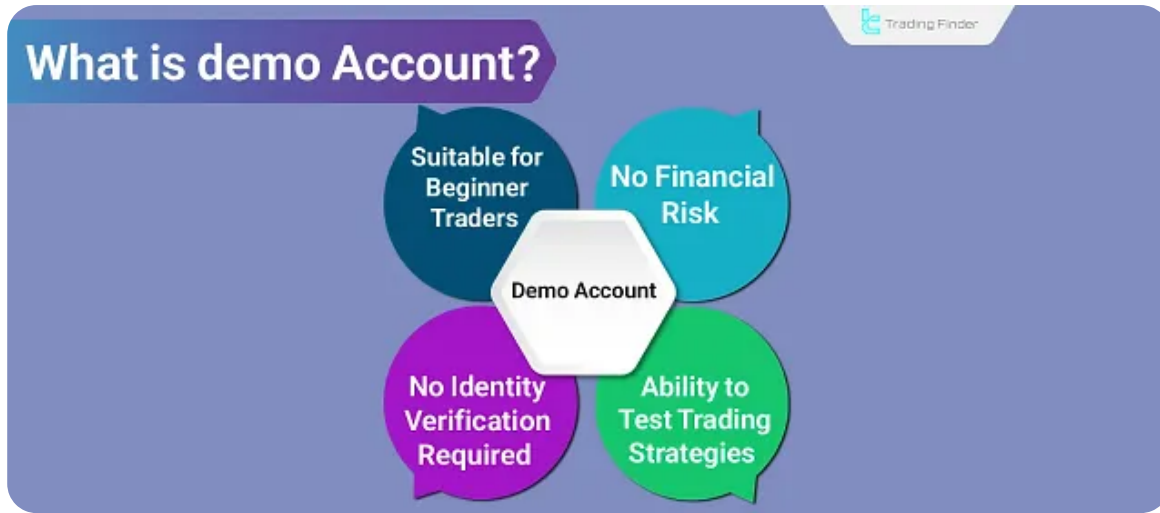 What is demo Account?
Trading Finder
Suitable for
Beginner
Traders
No Financial
Risk
Demo Account
No Identity
Verification
Required
Ability to
Test Trading
Strategies